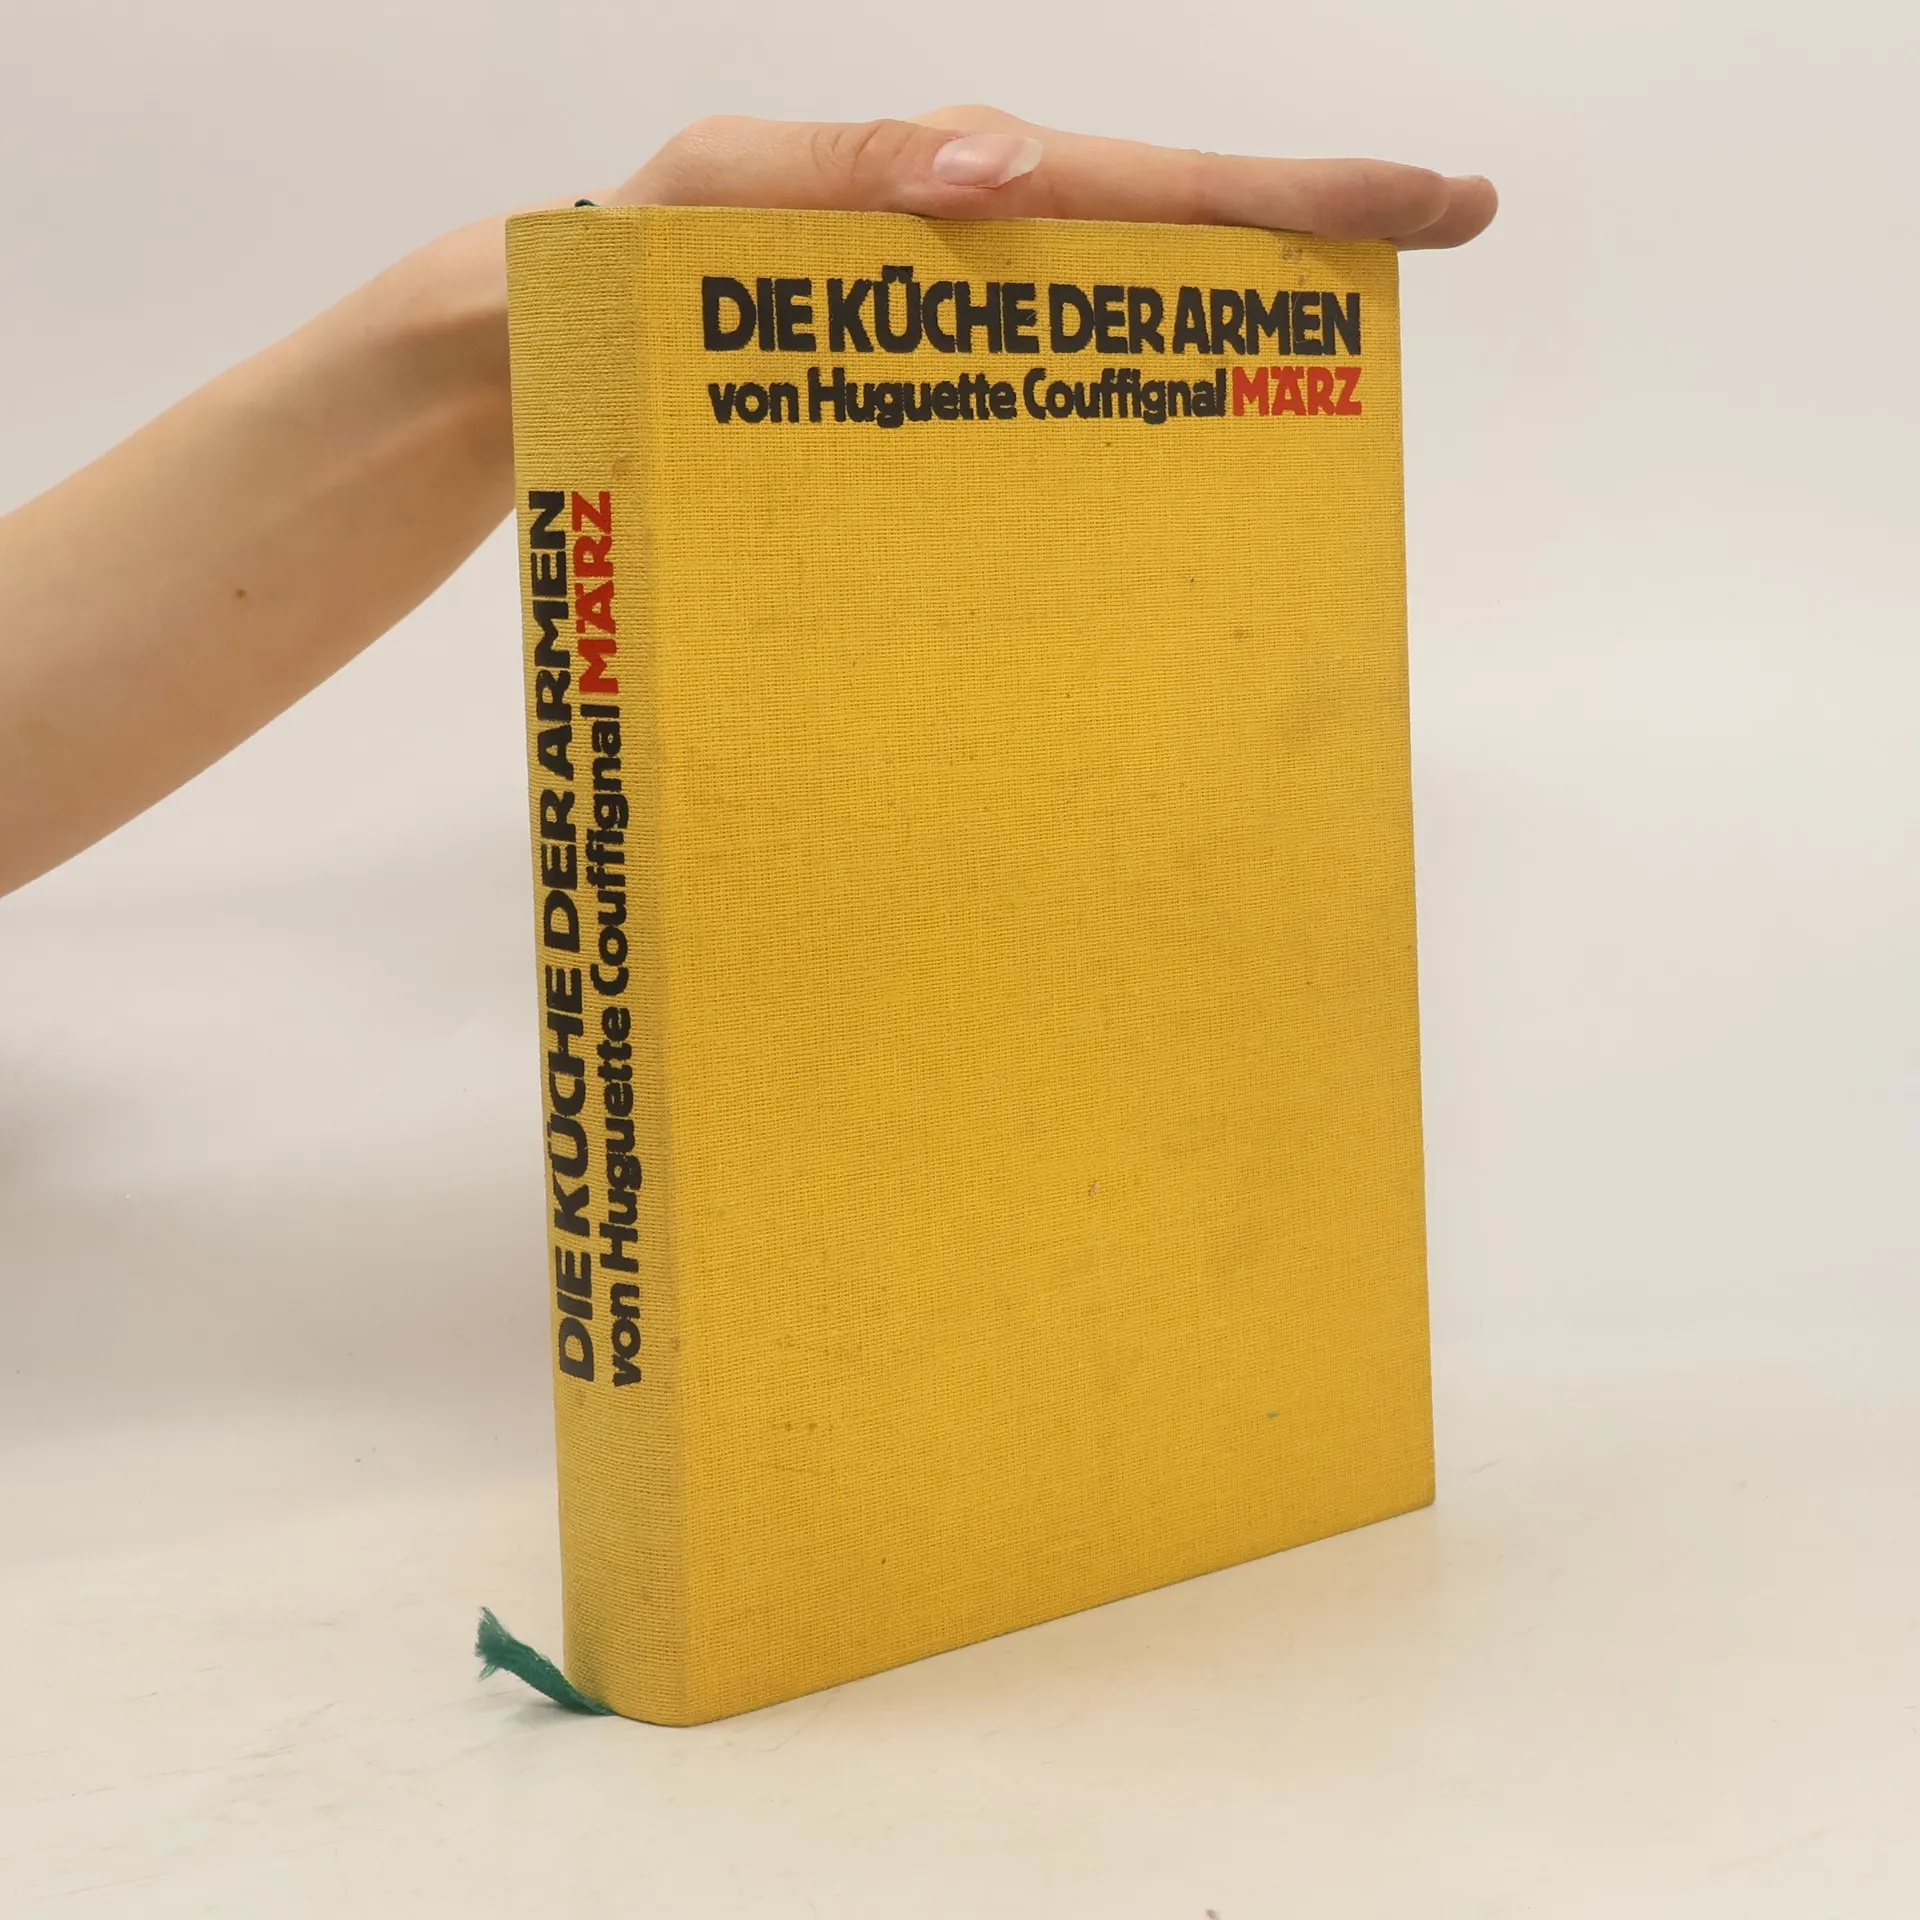 DIE KÜCHE DER ARMEN
von Huguette Couffignal MÄRZ
DIE KÜCHE DER ARMEN
von Huguette Couffignal MÄRZ